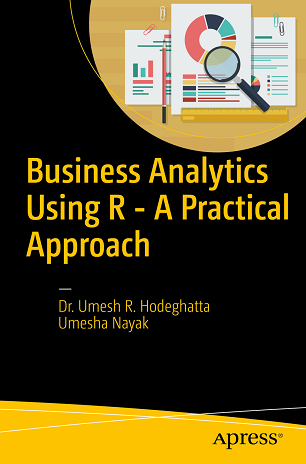 Business Analytics
Using R - A Practical
Approach
—
Dr. Umesh R. Hodeghatta
Umesha Nayak
Apress®